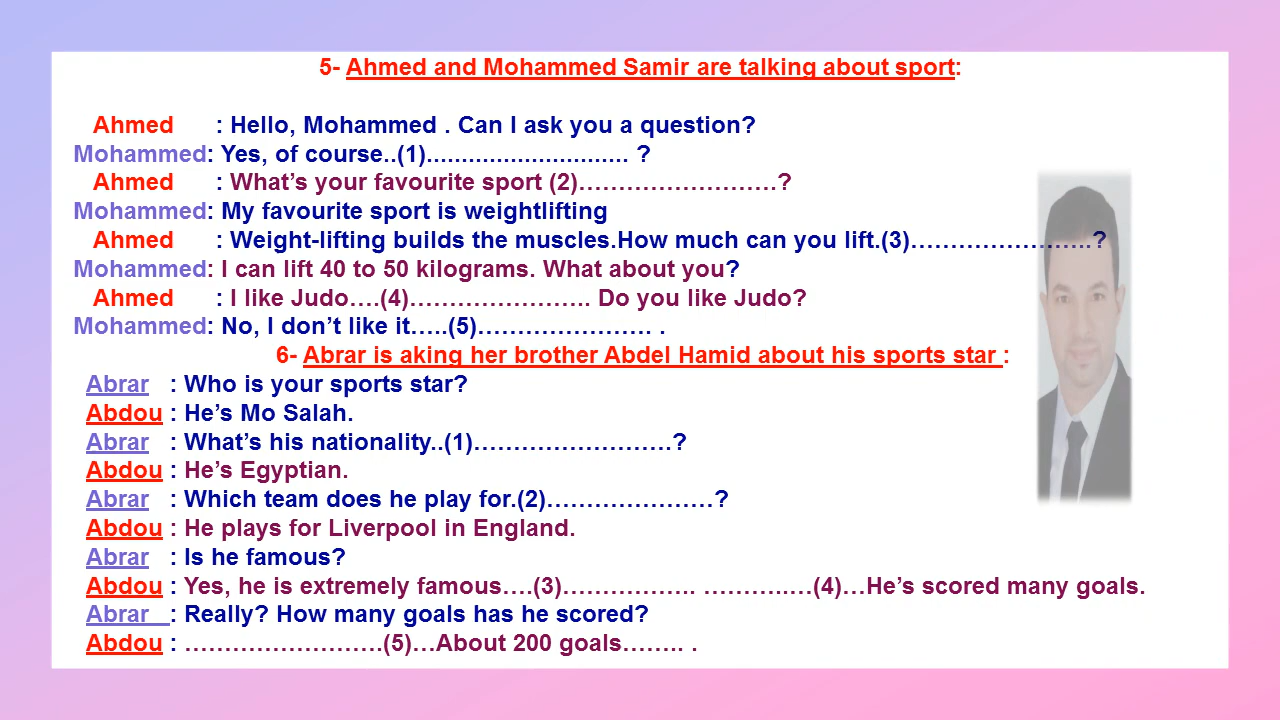 5- Ahmed and Mohammed Samir are talking about sport:
Ahmed : Hello, Mohammed . Can I ask you a question?
Mohammed: Yes, of course..(1)............................. ?
Ahmed : What’s your favourite sport (2)…………………….?
Mohammed: My favourite sport is weightlifting
Ahmed : Weight-lifting builds the muscles.How much can you lift.(3)…………………..?
Mohammed: I can lift 40 to 50 kilograms. What about you?
Ahmed : I like Judo….(4)………………….. Do you like Judo?
Mohammed: No, I don’t like it…..(5)…………………. .
6- Abrar is aking her brother Abdel Hamid about his sports star :
Abrar : Who is your sports star?
Abdou : He’s Mo Salah.
Abrar : What’s his nationality..(1)…………………….?
Abdou : He’s Egyptian.
Abrar : Which team does he play for.(2)…………………?
Abdou : He plays for Liverpool in England.
Abrar : Is he famous?
Abdou : Yes, he is extremely famous….(3)…………….. ………..…(4)…He’s scored many goals.
Abrar : Really? How many goals has he scored?
Abdou : …………………….(5)…About 200 goals…….. .